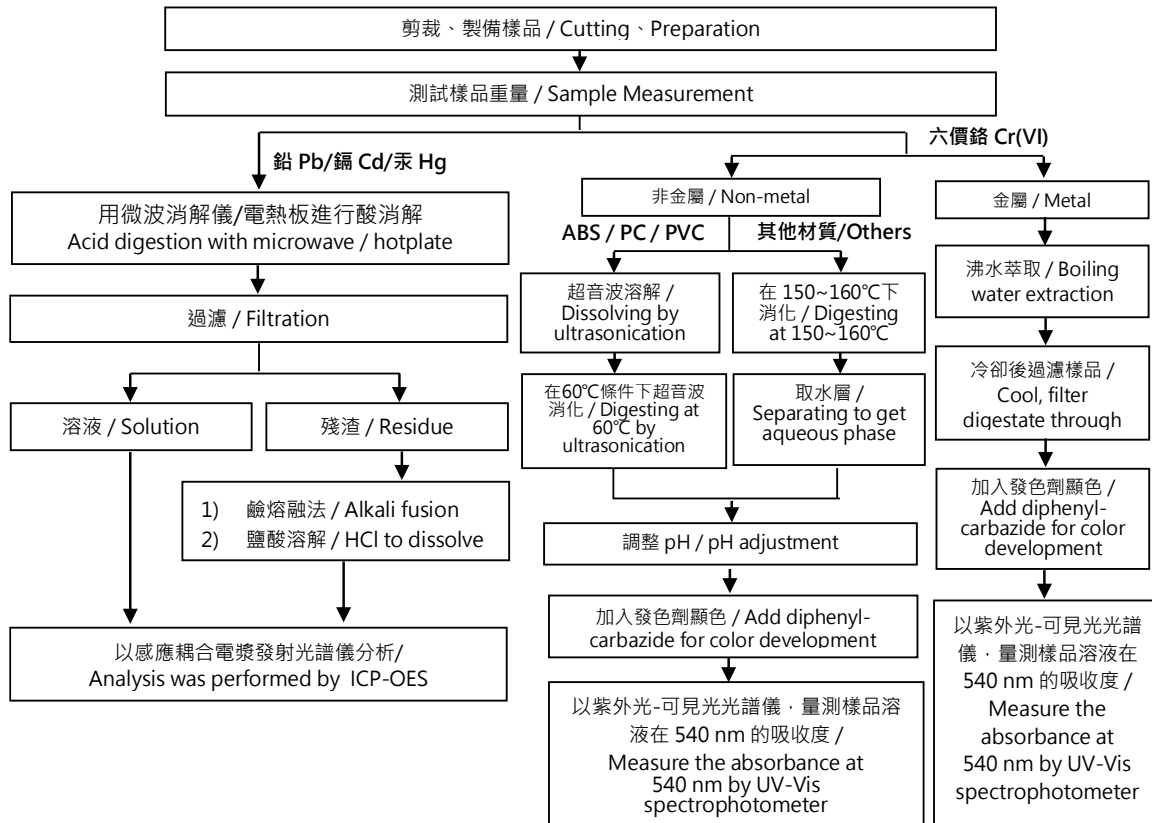 剪裁、製備樣品 / Cutting、Preparation
測試樣品重量 / Sample Measurement
鉛 Pb/鎘 Cd/汞 Hg
六價鉻 Cr(VI)
用微波消解儀/電熱板進行酸消解
Acid digestion with microwave / hotplate
過濾 / Filtration
溶液 / Solution
殘渣 / Residue
1) 鹼熔融法 / Alkali fusion
2) 鹽酸溶解 / HCl to dissolve
以感應耦合電漿發射光譜儀分析/
Analysis was performed by ICP-OES
非金屬 / Non-metal
ABS / PC / PVC
其他材質/Others
超音波溶解 /
Dissolving by
ultrasonication
在60℃條件下超音波
消化 / Digesting at
60℃ by
ultrasonication
在 150~160℃下
消化 / Digesting
at 150~160℃
取水層 /
Separating to get
aqueous phase
調整 pH / pH adjustment
加入發色劑顯色 / Add diphenyl-
carbazide for color development
以紫外光-可見光光譜儀，量測樣品溶
液在 540 nm 的吸收度 /
Measure the absorbance at
540 nm by UV-Vis
spectrophotometer
金屬 / Metal
沸水萃取 / Boiling
water extraction
冷卻後過濾樣品 /
Cool, filter
digestate through
加入發色劑顯色 /
Add diphenyl-
carbazide for color
development
以紫外光-可見光光譜
儀，量測樣品溶液在
540 nm 的吸收度 /
Measure the
absorbance at
540 nm by UV-Vis
spectrophotometer